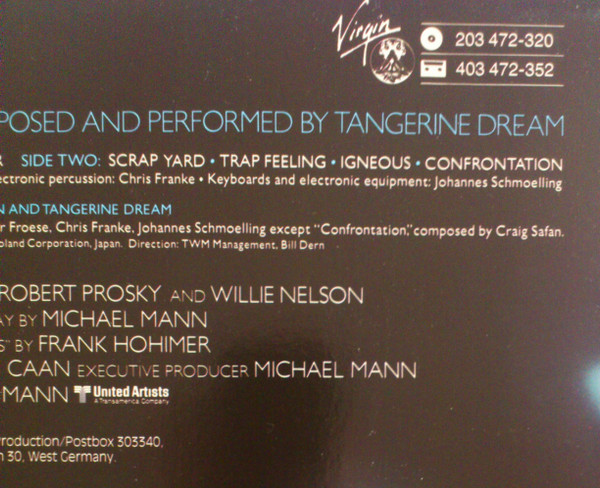 Virgin
203 472-320
403 472-352
POSED AND PERFORMED BY TANGERINE DREAM
R SIDE TWO: SCRAP YARD • TRAP FEELING • IGNEOUS • CONFRONTATION
ectronic percussion: Chris Franke • Keyboards and electronic equipment: Johannes Schmoelling
N AND TANGERINE DREAM
r Froese, Chris Franke, Johannes Schmoelling except "Confrontation," composed by Craig Safan.
oland Corporation, Japan. Direction: TWM Management, Bill Dern
ROBERT PROSKY AND WILLIE NELSON
AY BY MICHAEL MANN
S" BY FRANK HOHIMER
CAAN EXECUTIVE PRODUCER MICHAEL MANN
MANN United Artists
A Transamerica Company
roduction/Postbox 303340,
n 30, West Germany.